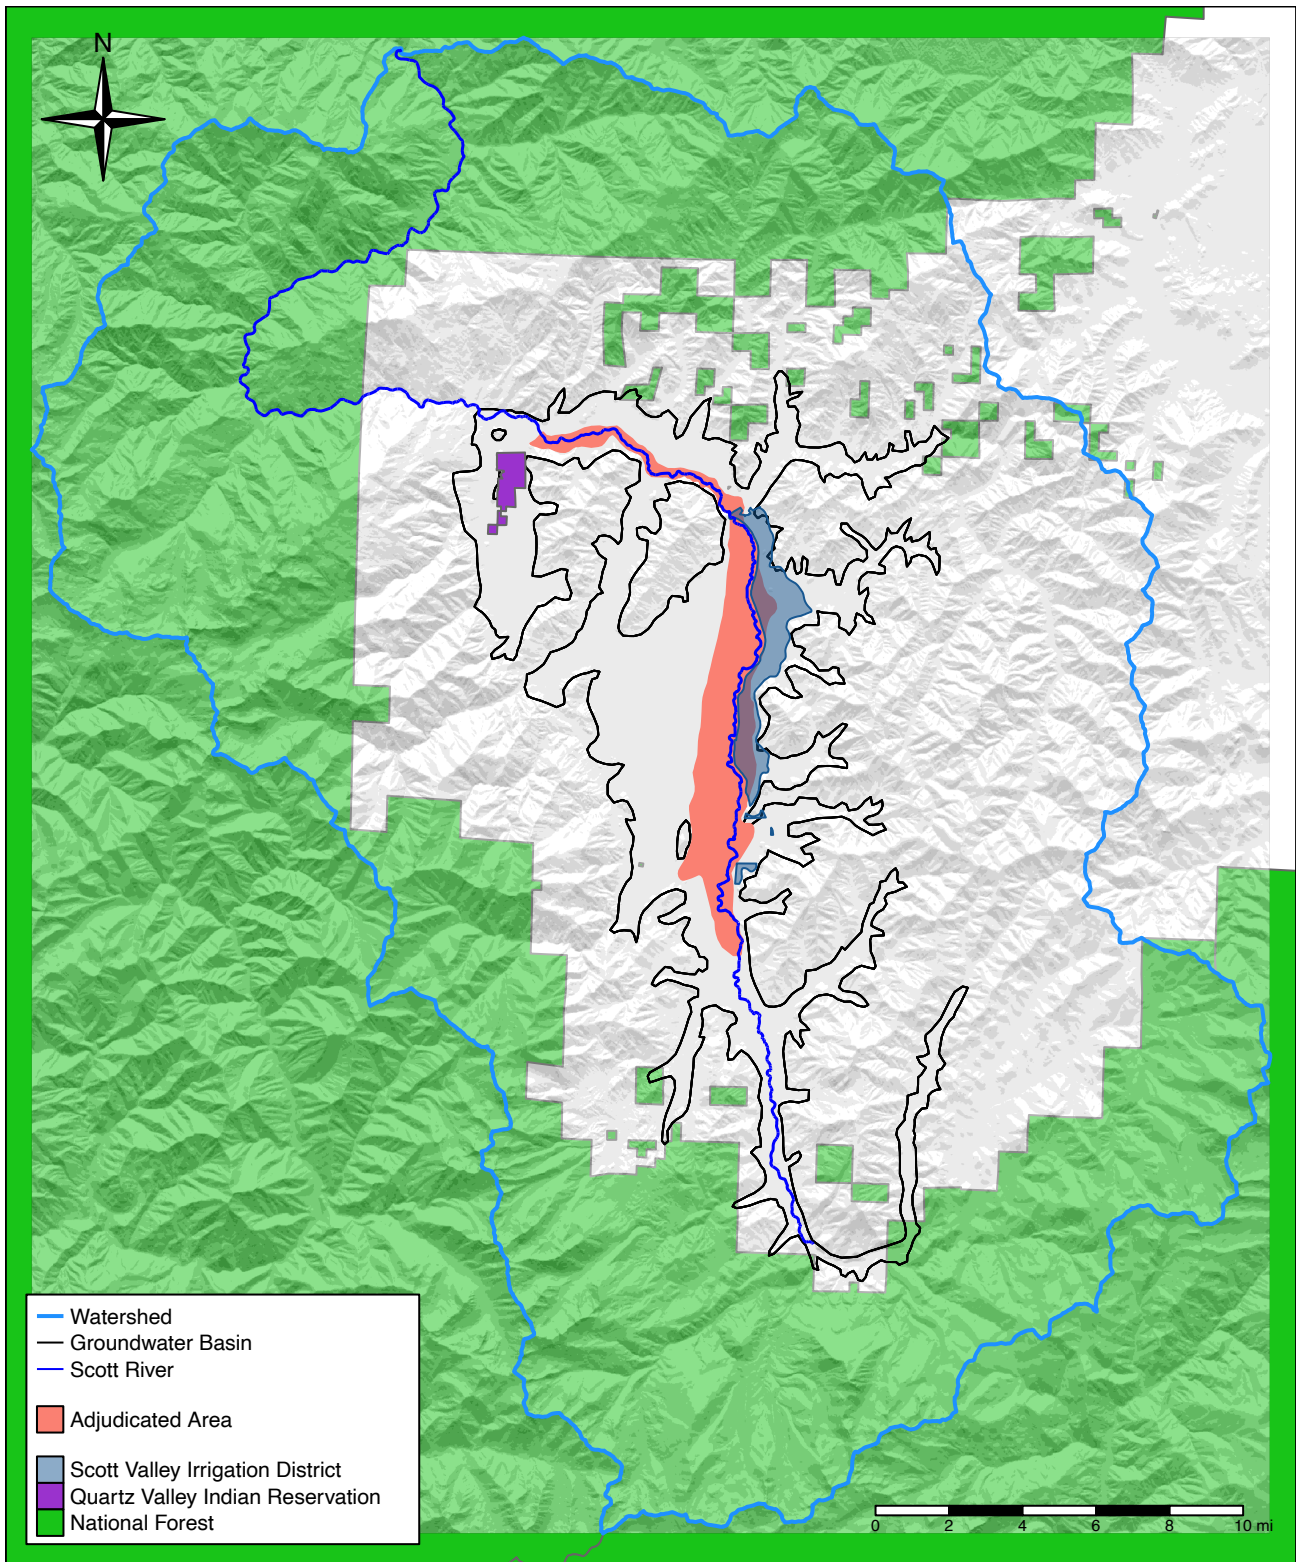 N
Watershed
Groundwater Basin
Scott River
Adjudicated Area
Scott Valley Irrigation District
Quartz Valley Indian Reservation
National Forest
0 2 4 6 8 10 mi